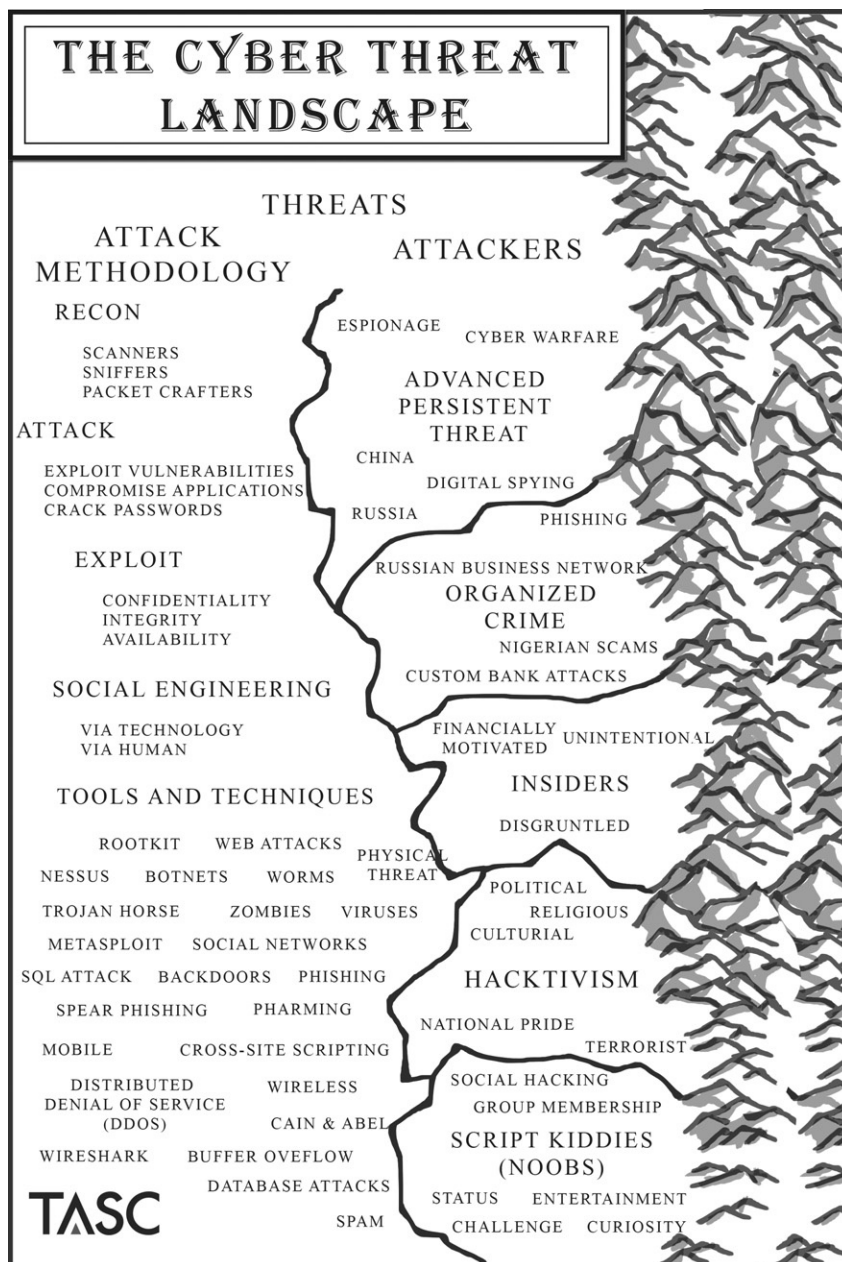 THE CYBER THREAT
LANDSCAPE
THREATS
ATTACK
METHODOLOGY
RECON
SCANNERS
SNIFFERS
PACKET CRAFTERS
ATTACK
EXPLOIT VULNERABILITIES
COMPROMISE APPLICATIONS
CRACK PASSWORDS
EXPLOIT
CONFIDENTIALITY
INTEGRITY
AVAILABILITY
SOCIAL ENGINEERING
VIA TECHNOLOGY
VIA HUMAN
TOOLS AND TECHNIQUES
ROOTKIT WEB ATTACKS
PHYSICAL
THREAT
NESSUS BOTNETS WORMS
TROJAN HORSE ZOMBIES VIRUSES
METASPLOIT SOCIAL NETWORKS
SQL ATTACK BACKDOORS PHISHING
SPEAR PHISHING PHARMING
MOBILE CROSS-SITE SCRIPTING
DISTRIBUTED
DENIAL OF SERVICE
(DDOS)
WIRELESS
CAIN & ABEL
WIRESHARK BUFFER OVEFLOW
DATABASE ATTACKS
SPAM
TASC
ATTACKERS
ESPIONAGE
CYBER WARFARE
ADVANCED
PERSISTENT
THREAT
CHINA
DIGITAL SPYING
RUSSIA
PHISHING
RUSSIAN BUSINESS NETWORK
ORGANIZED
CRIME
NIGERIAN SCAMS
CUSTOM BANK ATTACKS
FINANCIALLY
MOTIVATED
UNINTENTIONAL
INSIDERS
DISGRUNTLED
POLITICAL
RELIGIOUS
CULTURIAL
HACKTIVISM
NATIONAL PRIDE
TERRORIST
SOCIAL HACKING
GROUP MEMBERSHIP
SCRIPT KIDDIES
(NOOBS)
STATUS ENTERTAINMENT
CHALLENGE CURIOSITY